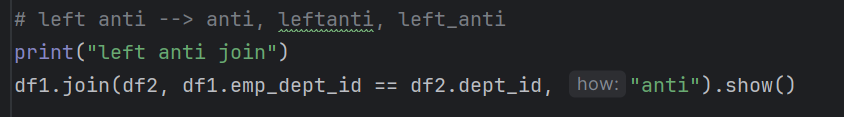 # left anti --> anti, leftanti, left_anti
print("left anti join")
df1.join(df2, df1.emp_dept_id == df2.dept_id, how: "anti").show()